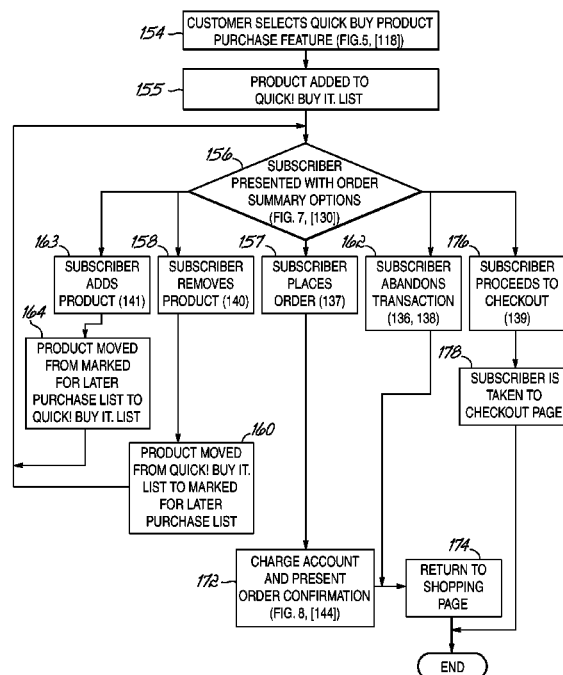 154
CUSTOMER SELECTS QUICK BUY PRODUCT
PURCHASE FEATURE (FIG.5, [118])
155
PRODUCT ADDED TO
QUICK! BUY IT. LIST
156
SUBSCRIBER
PRESENTED WITH ORDER
SUMMARY OPTIONS
(FIG. 7, [130])
163
SUBSCRIBER
ADDS
PRODUCT (141)
158
SUBSCRIBER
REMOVES
PRODUCT (140)
157
SUBSCRIBER
PLACES
ORDER (137)
162
SUBSCRIBER
ABANDONS
TRANSACTION
(136, 138)
176
SUBSCRIBER
PROCEEDS TO
CHECKOUT
(139)
164
PRODUCT MOVED
FROM MARKED
FOR LATER
PURCHASE LIST TO
QUICK! BUY IT. LIST
178
SUBSCRIBER IS
TAKEN TO
CHECKOUT PAGE
160
PRODUCT MOVED
FROM QUICK! BUY IT.
LIST TO MARKED
FOR LATER
PURCHASE LIST
172
CHARGE ACCOUNT
AND PRESENT
ORDER CONFIRMATION
(FIG. 8, [144])
174
RETURN TO
SHOPPING
PAGE
END